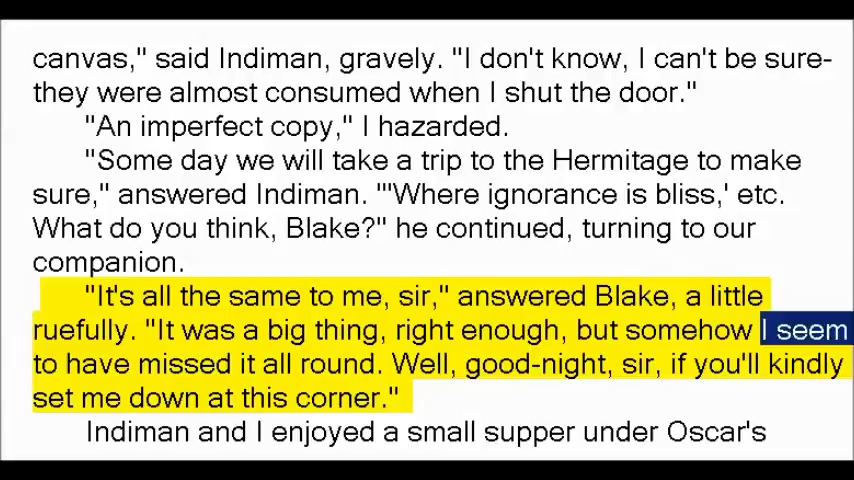 canvas," said Indiman, gravely. "I don't know, I can't be sure-
they were almost consumed when I shut the door."
"An imperfect copy," I hazarded.
"Some day we will take a trip to the Hermitage to make
sure," answered Indiman. "'Where ignorance is bliss,' etc.
What do you think, Blake?" he continued, turning to our
companion.
"It's all the same to me, sir," answered Blake, a little
ruefully. "It was a big thing, right enough, but somehow I seem
to have missed it all round. Well, good-night, sir, if you'll kindly
set me down at this corner."
Indiman and I enjoyed a small supper under Oscar's